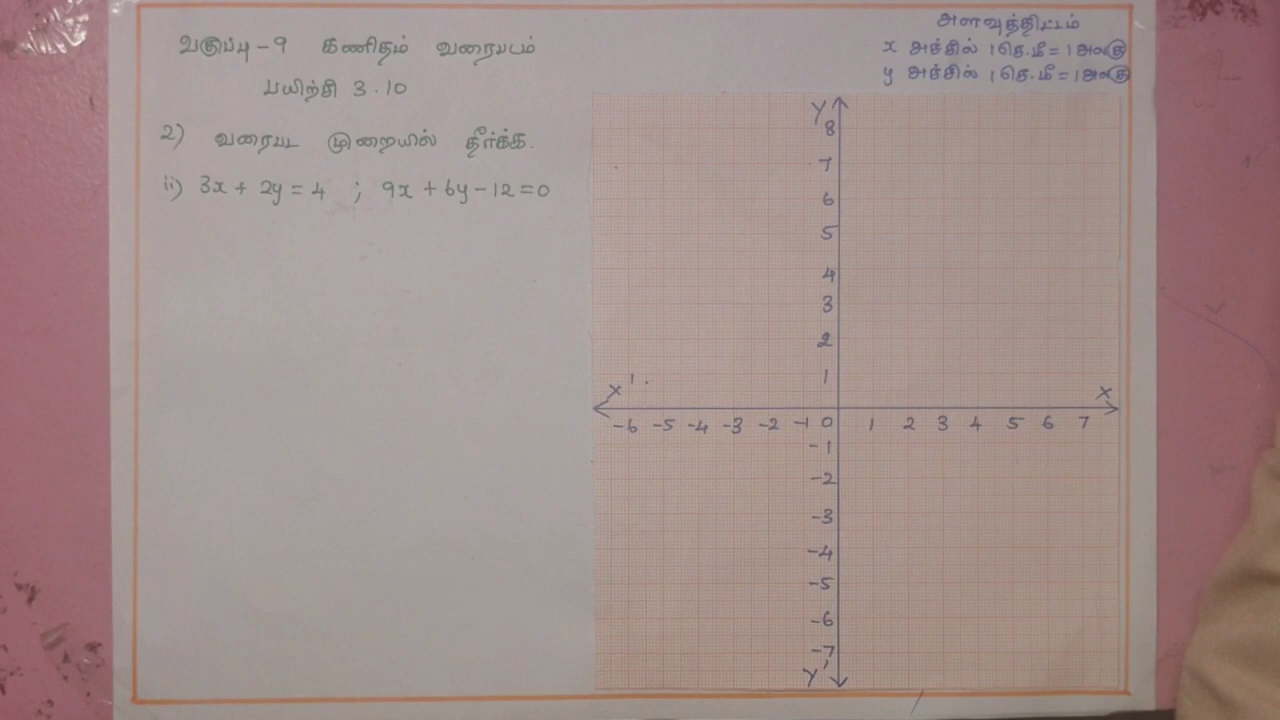 வகுப்பு - 9 கணிதம் வரைபடம்
பயிற்சி 3.10
2) வரைபட முறையில் தீர்க்க.
ii) 3x + 2y = 4 ; 9x + 6y - 12 = 0
அளவுத்திட்டம்
x அச்சில் 1 செ.மீ = 1 அலகு
y அச்சில் 1 செ.மீ = 1 அலகு
Y
8
7
6
5
4
3
2
1
X' X
-6 -5 -4 -3 -2 -1 0 1 2 3 4 5 6 7
-1
-2
-3
-4
-5
-6
-7
Y'